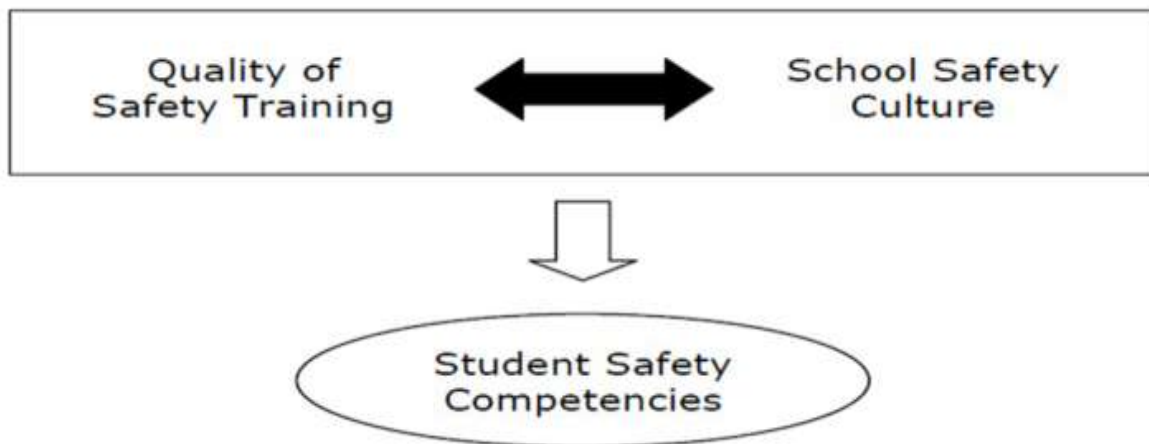 Quality of
Safety Training
School Safety
Culture
Student Safety
Competencies